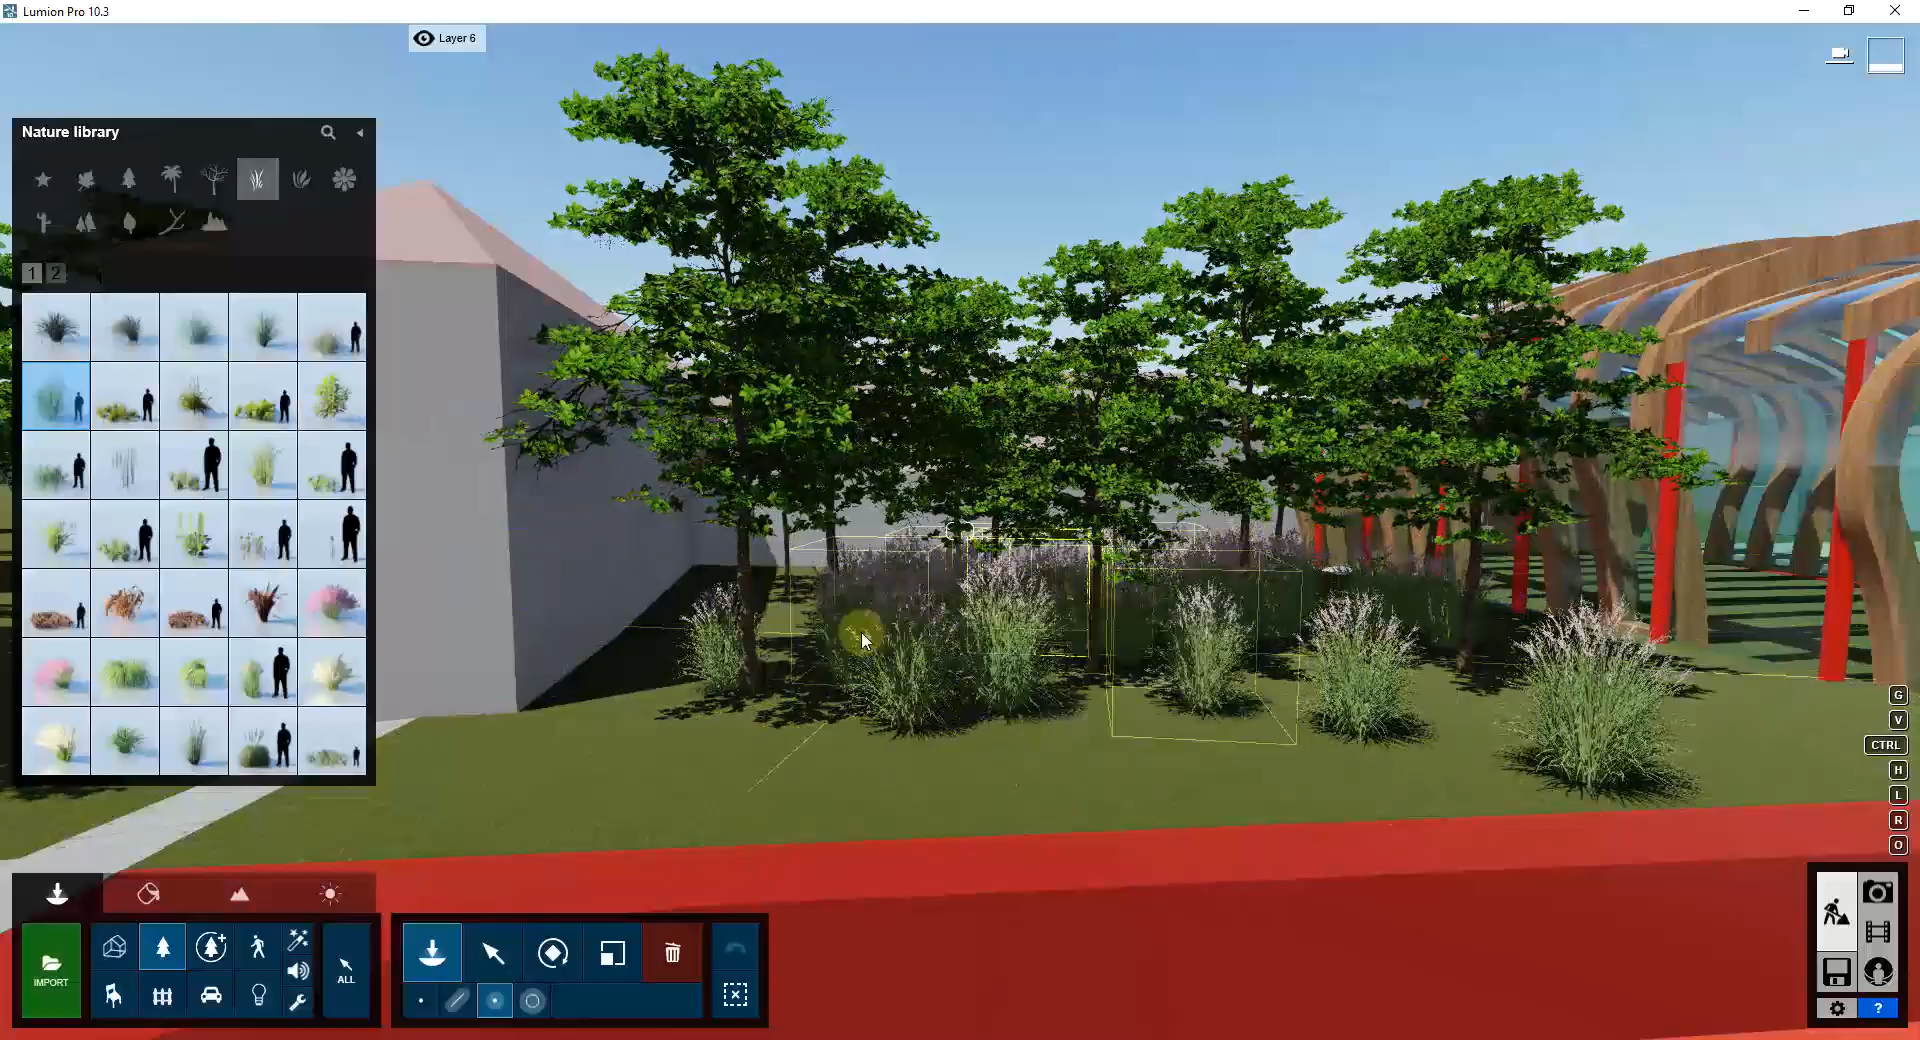 Lumion Pro 10.3
Layer 6
Nature library
1 2
G
V
CTRL
H
L
R
O
IMPORT
ALL
?